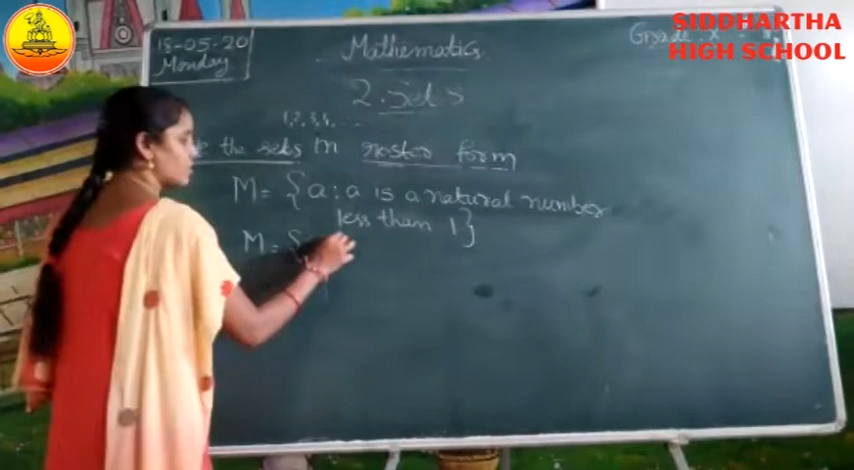 SIDDHARTHA
HIGH SCHOOL
18-05-20
Monday
Mathematics
Grade X
2. Sets
1,2,3,4, ...
the sets in roster form
M = {a : a is a natural number
less than 1}
M = {